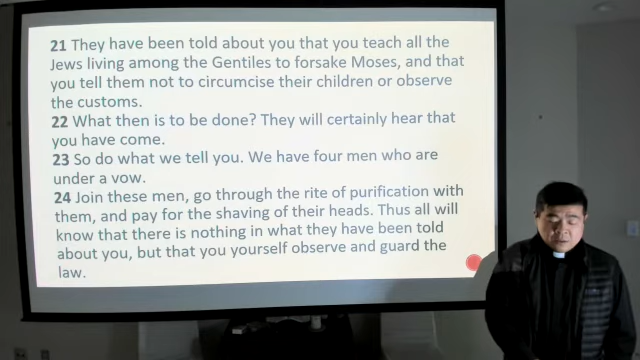 21 They have been told about you that you teach all the
Jews living among the Gentiles to forsake Moses, and that
you tell them not to circumcise their children or observe
the customs.
22 What then is to be done? They will certainly hear that
you have come.
23 So do what we tell you. We have four men who are
under a vow.
24 Join these men, go through the rite of purification with
them, and pay for the shaving of their heads. Thus all will
know that there is nothing in what they have been told
about you, but that you yourself observe and guard the
law.